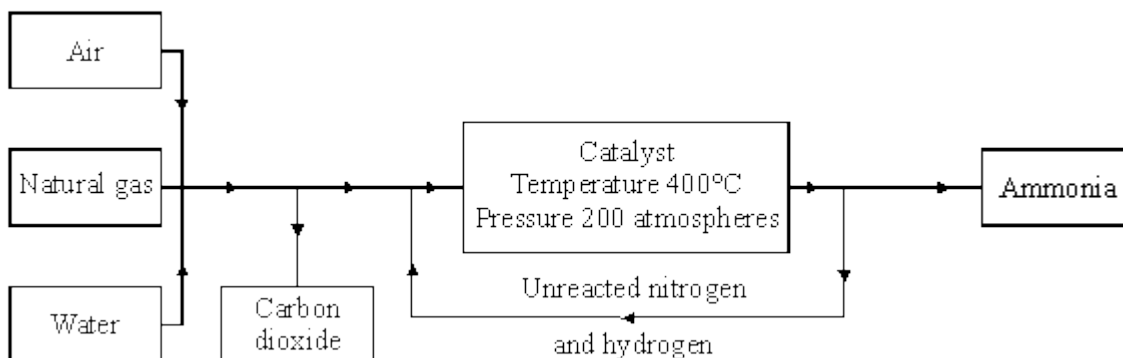 Air
Natural gas
Water
Carbon
dioxide
Catalyst
Temperature 400°C
Pressure 200 atmospheres
Unreacted nitrogen
and hydrogen
Ammonia